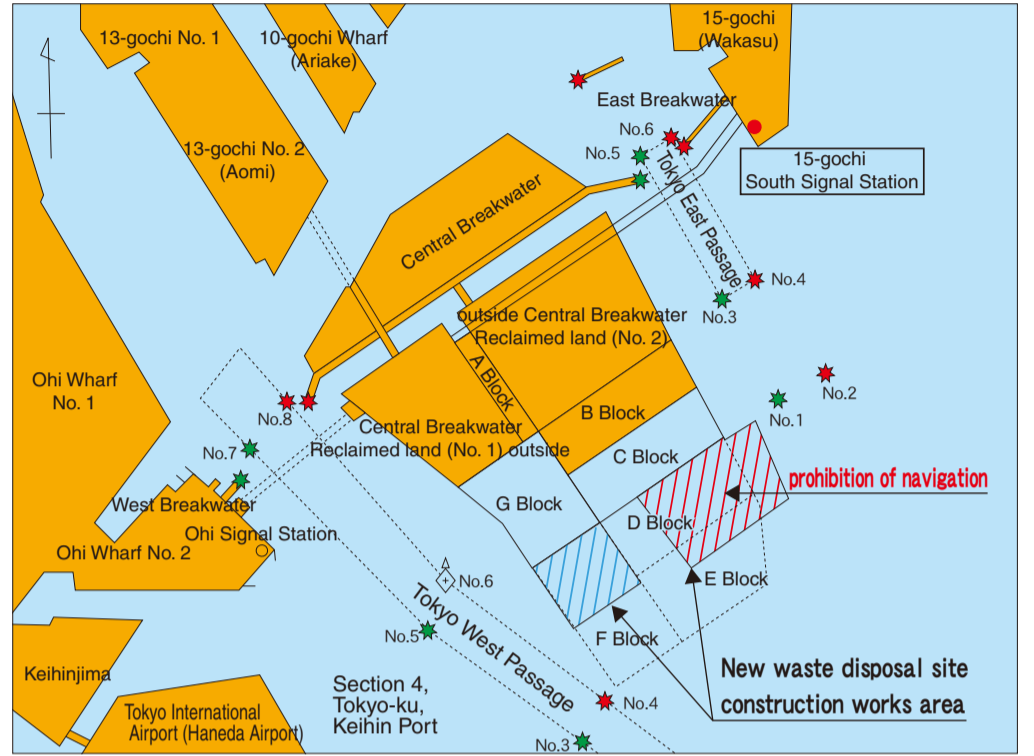 13-gochi No. 1
10-gochi Wharf
(Ariake)
15-gochi
(Wakasu)
East Breakwater
No.6
No.5
13-gochi No. 2
(Aomi)
15-gochi
South Signal Station
Tokyo East Passage
Central Breakwater
No.4
No.3
outside Central Breakwater
Reclaimed land (No. 2)
A Block
Ohi Wharf
No. 1
No.2
No.1
No.8
B Block
Central Breakwater
Reclaimed land (No. 1) outside
No.7
C Block
prohibition of navigation
West Breakwater
G Block
D Block
Ohi Signal Station
Ohi Wharf No. 2
No.6
E Block
Tokyo West Passage
No.5
F Block
Keihinjima
New waste disposal site
construction works area
Section 4,
Tokyo-ku,
Keihin Port
No.4
Tokyo International
Airport (Haneda Airport)
No.3